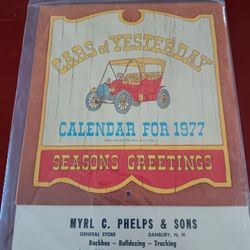 CARS of YESTERDAY
CALENDAR FOR 1977
SEASONS GREETINGS
MYRL C. PHELPS & SONS
GENERAL STORE DANBURY, N. H.
Backhoe - Bulldozing - Trucking